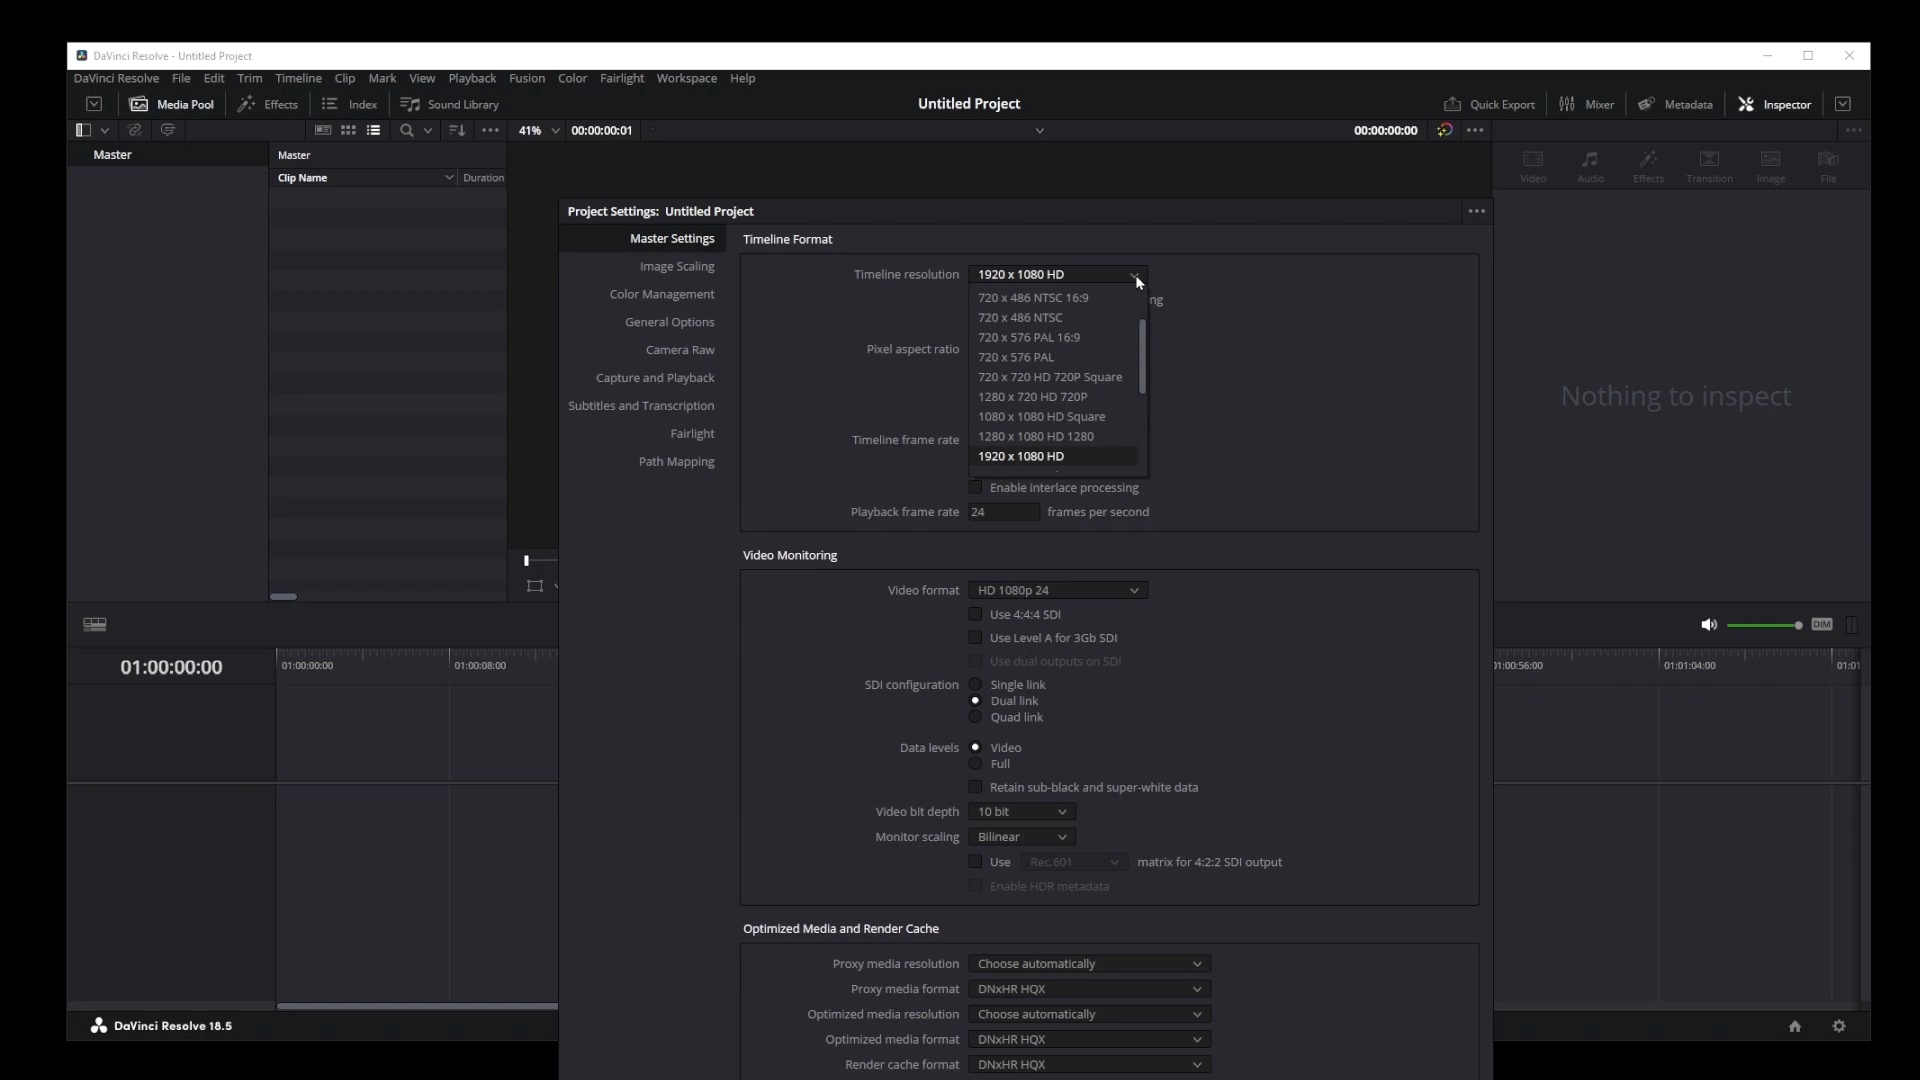 DaVinci Resolve - Untitled Project
DaVinci Resolve File Edit Trim Timeline Clip Mark View Playback Fusion Color Fairlight Workspace Help
Media Pool Effects Index Sound Library Untitled Project Quick Export Mixer Metadata Inspector
41% 00:00:00:01 00:00:00:00
Master
Master
Clip Name Duration
Video Audio Effects Transition Image File
Nothing to inspect
Project Settings: Untitled Project
Master Settings
Image Scaling
Color Management
General Options
Camera Raw
Capture and Playback
Subtitles and Transcription
Fairlight
Path Mapping
Timeline Format
Timeline resolution 1920 x 1080 HD
720 x 486 NTSC 16:9
ng
720 x 486 NTSC
720 x 576 PAL 16:9
Pixel aspect ratio
720 x 576 PAL
720 x 720 HD 720P Square
1280 x 720 HD 720P
1080 x 1080 HD Square
1280 x 1080 HD 1280
Timeline frame rate
1920 x 1080 HD
Enable interlace processing
Playback frame rate 24 frames per second
Video Monitoring
Video format HD 1080p 24
Use 4:4:4 SDI
Use Level A for 3Gb SDI
Use dual outputs on SDI
SDI configuration Single link
Dual link
Quad link
Data levels Video
Full
Retain sub-black and super-white data
Video bit depth 10 bit
Monitor scaling Bilinear
Use Rec.601 matrix for 4:2:2 SDI output
Enable HDR metadata
Optimized Media and Render Cache
Proxy media resolution Choose automatically
Proxy media format DNxHR HQX
Optimized media resolution Choose automatically
Optimized media format DNxHR HQX
Render cache format DNxHR HQX
DIM
01:00:00:00
01:00:00:00 01:00:08:00 01:00:56:00 01:01:04:00 01:01
DaVinci Resolve 18.5